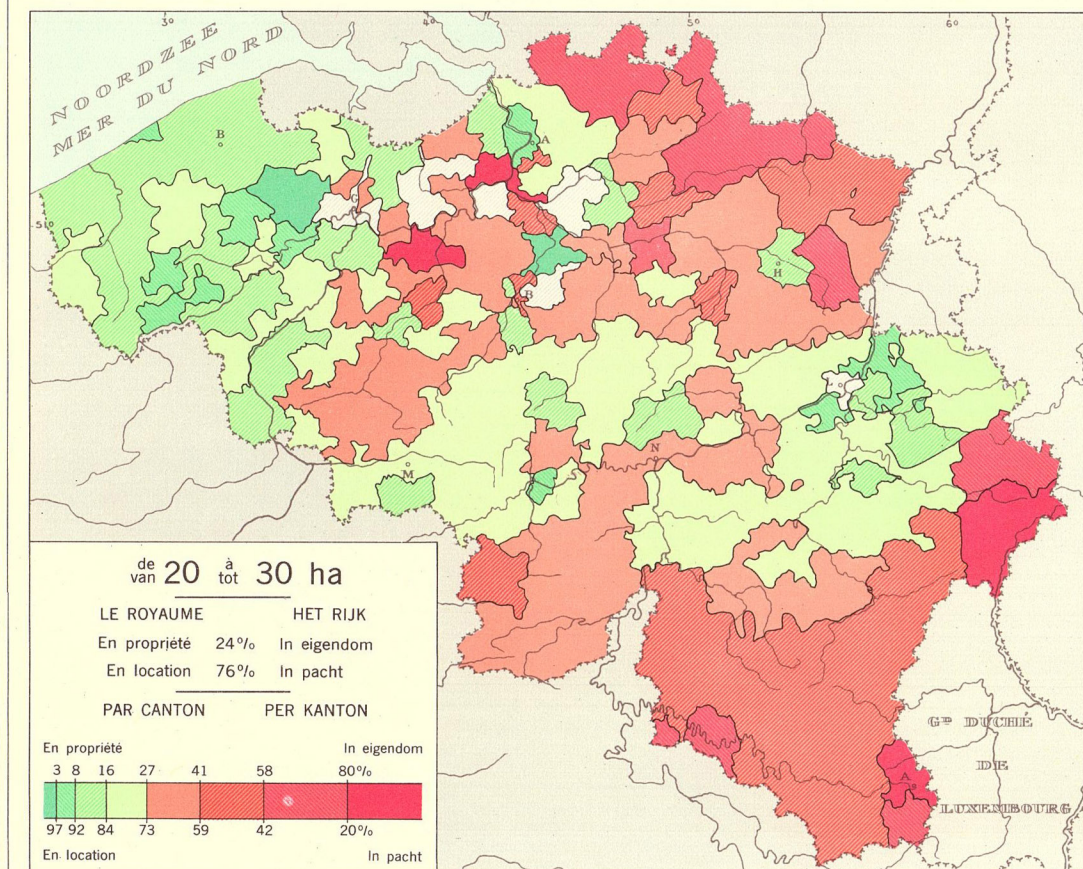 3° 4° 5° 6°
NOORDZEE
MER DU NORD
B
A
G
51°
H
B
L
N
M
de van 20 à tot 30 ha
LE ROYAUME HET RIJK
En propriété 24% In eigendom
En location 76% In pacht
PAR CANTON PER KANTON
En propriété In eigendom
3 8 16 27 41 58 80%
97 92 84 73 59 42 20%
En location In pacht
Gᴰ DUCHÉ
DE
A
LUXEMBOURG